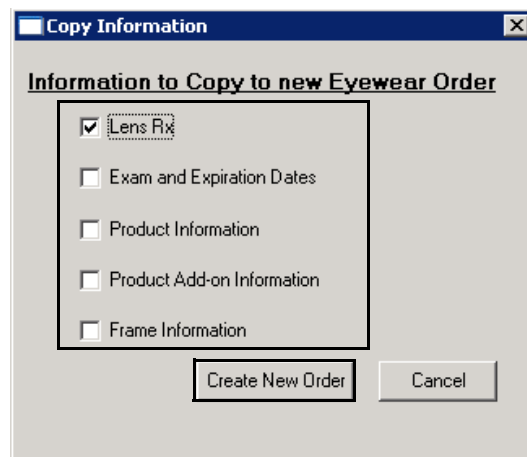 Copy Information
Information to Copy to new Eyewear Order
Lens Rx
Exam and Expiration Dates
Product Information
Product Add-on Information
Frame Information
Create New Order Cancel